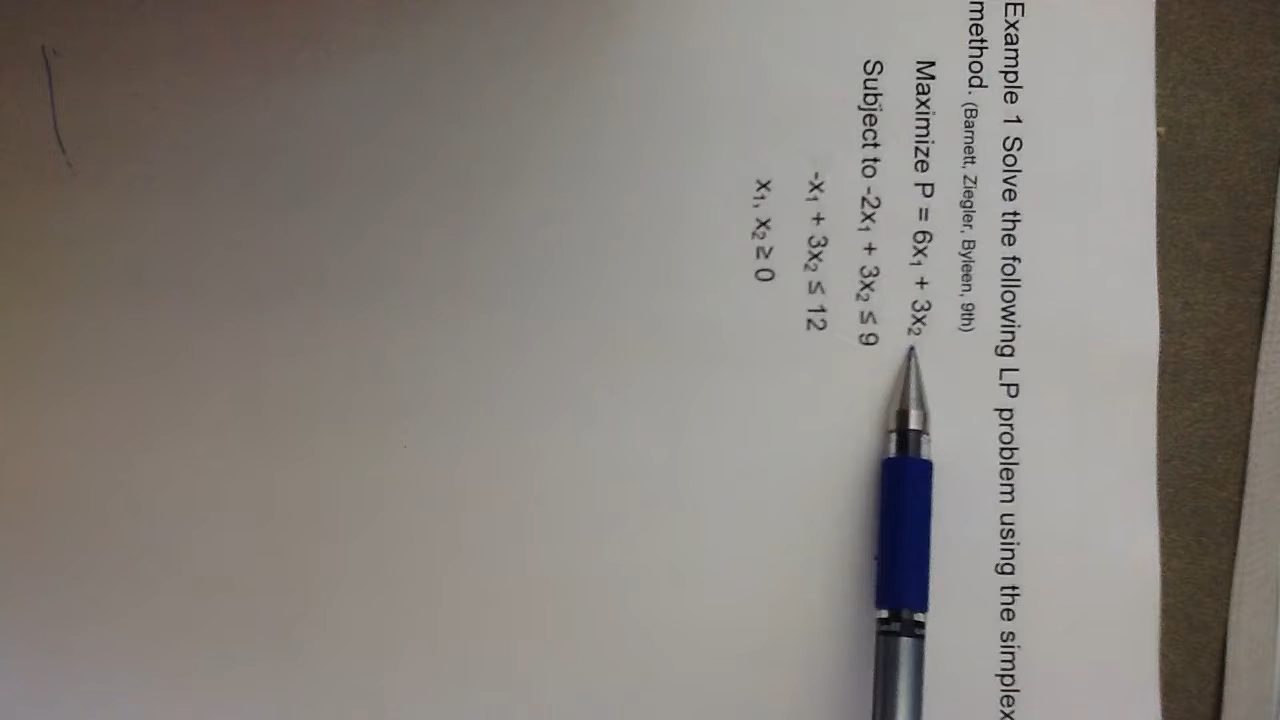 Example 1 Solve the following LP problem using the simplex
method. (Barnett, Ziegler, Byleen, 9th)
Maximize P = 6x₁ + 3x₂
Subject to -2x₁ + 3x₂ ≤ 9
-x₁ + 3x₂ ≤ 12
x₁, x₂ ≥ 0